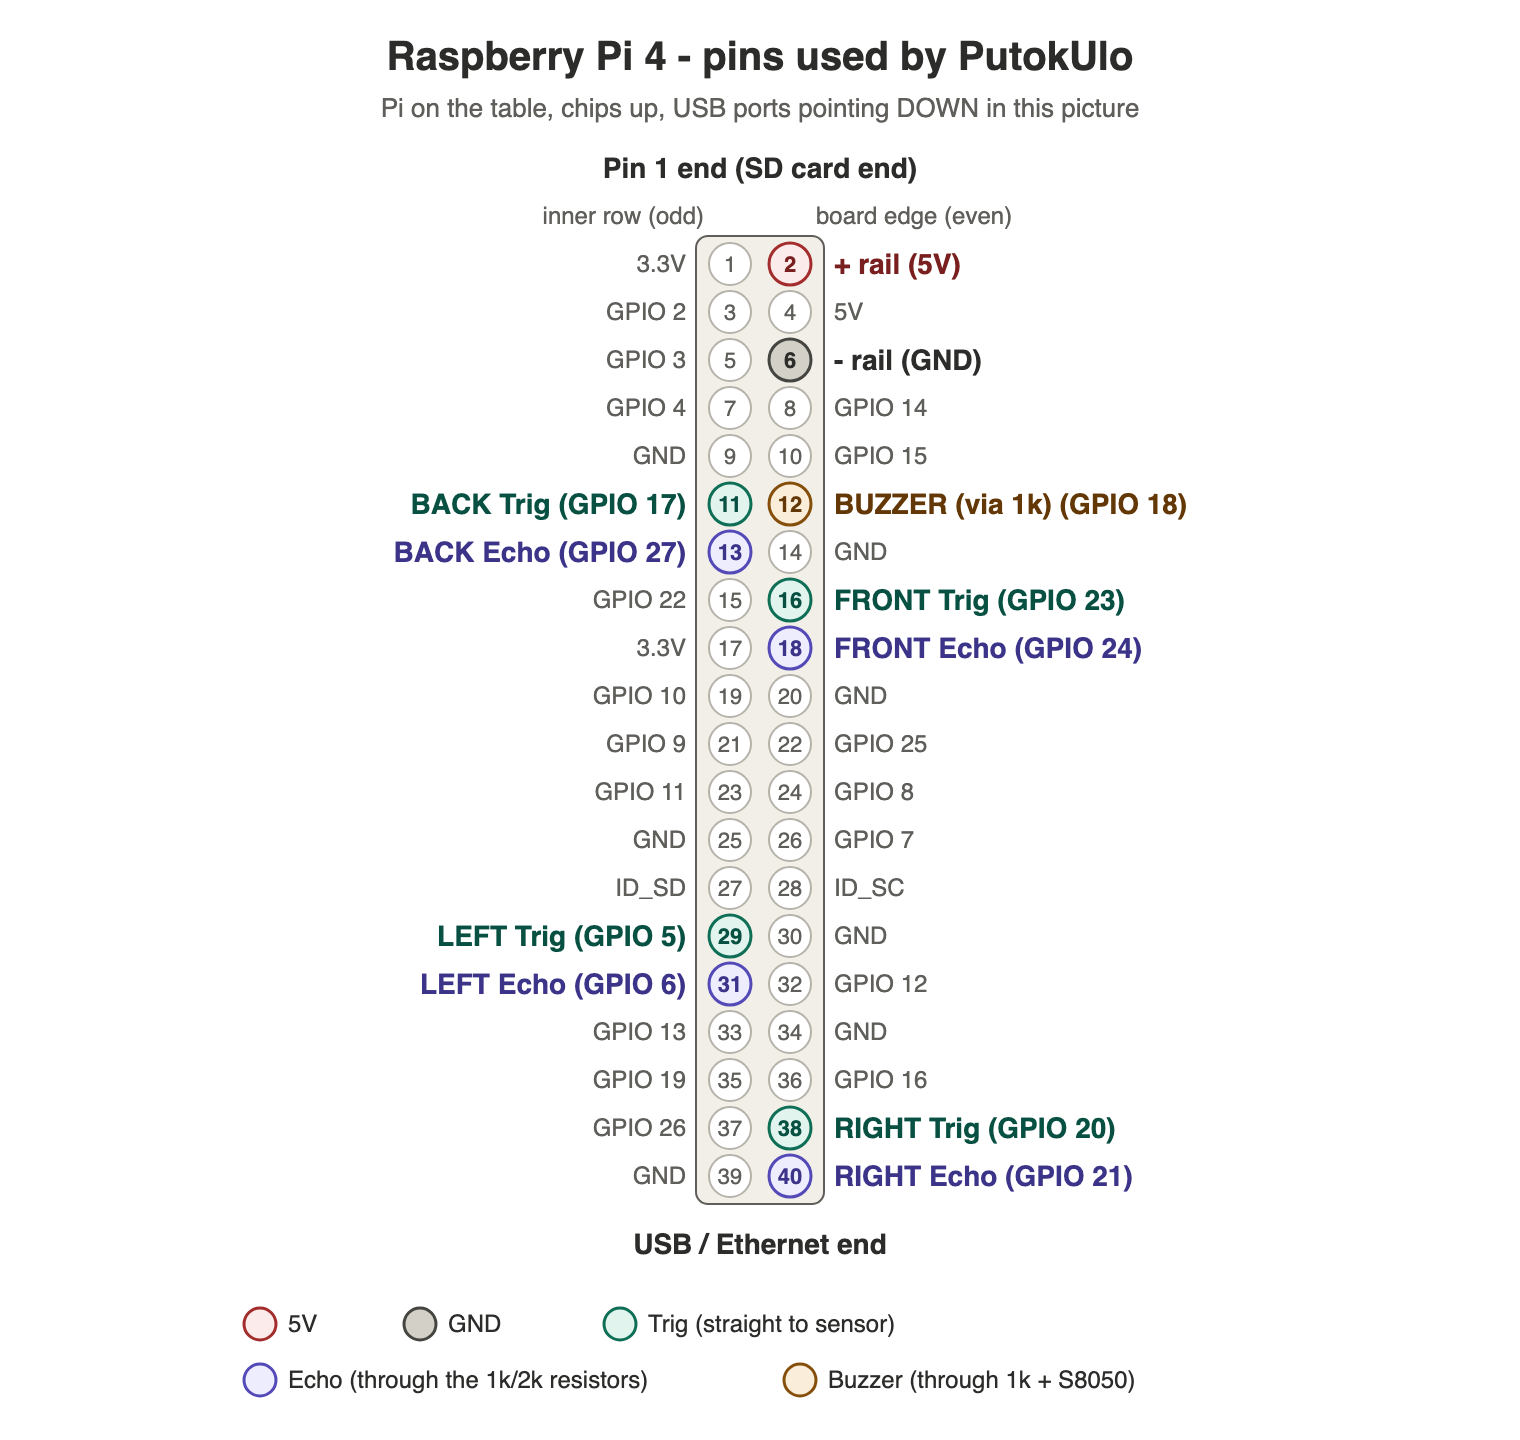 Raspberry Pi 4 - pins used by PutokUlo
Pi on the table, chips up, USB ports pointing DOWN in this picture
Pin 1 end (SD card end)
inner row (odd) board edge (even)
3.3V 1 2 + rail (5V)
GPIO 2 3 4 5V
GPIO 3 5 6 - rail (GND)
GPIO 4 7 8 GPIO 14
GND 9 10 GPIO 15
BACK Trig (GPIO 17) 11 12 BUZZER (via 1k) (GPIO 18)
BACK Echo (GPIO 27) 13 14 GND
GPIO 22 15 16 FRONT Trig (GPIO 23)
3.3V 17 18 FRONT Echo (GPIO 24)
GPIO 10 19 20 GND
GPIO 9 21 22 GPIO 25
GPIO 11 23 24 GPIO 8
GND 25 26 GPIO 7
ID_SD 27 28 ID_SC
LEFT Trig (GPIO 5) 29 30 GND
LEFT Echo (GPIO 6) 31 32 GPIO 12
GPIO 13 33 34 GND
GPIO 19 35 36 GPIO 16
GPIO 26 37 38 RIGHT Trig (GPIO 20)
GND 39 40 RIGHT Echo (GPIO 21)
USB / Ethernet end
5V GND Trig (straight to sensor)
Echo (through the 1k/2k resistors) Buzzer (through 1k + S8050)